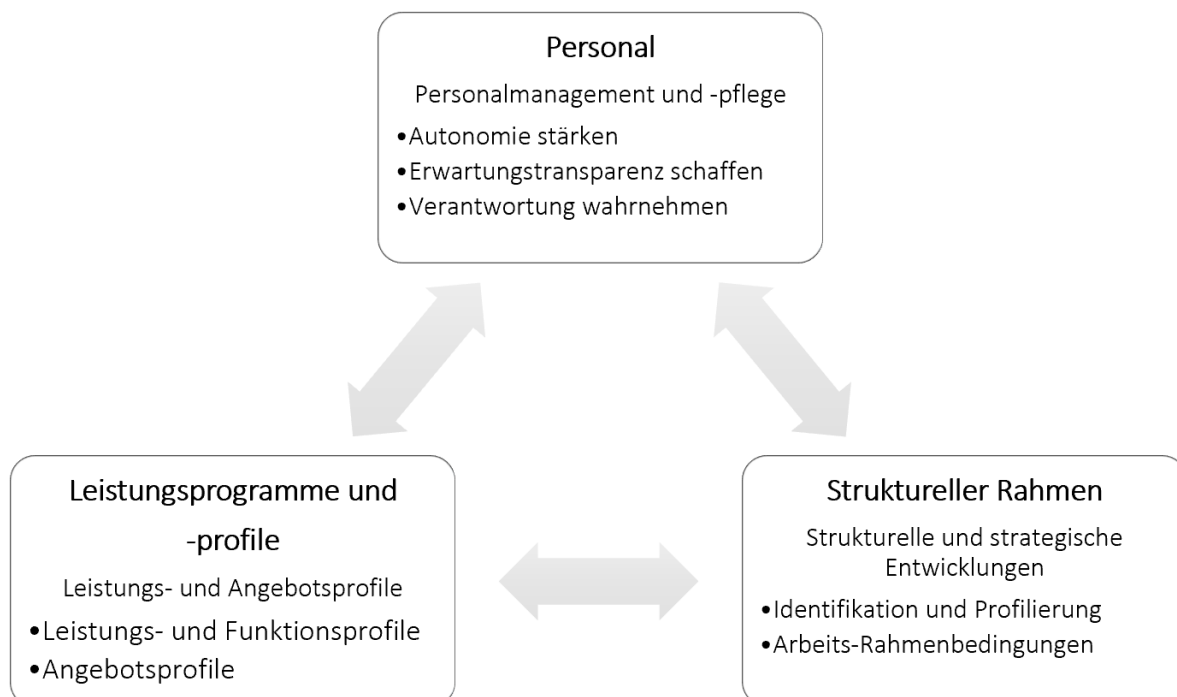 Personal
Personalmanagement und -pflege
•Autonomie stärken
•Erwartungstransparenz schaffen
•Verantwortung wahrnehmen
Leistungsprogramme und
-profile
Leistungs- und Angebotsprofile
•Leistungs- und Funktionsprofile
•Angebotsprofile
Struktureller Rahmen
Strukturelle und strategische
Entwicklungen
•Identifikation und Profilierung
•Arbeits-Rahmenbedingungen